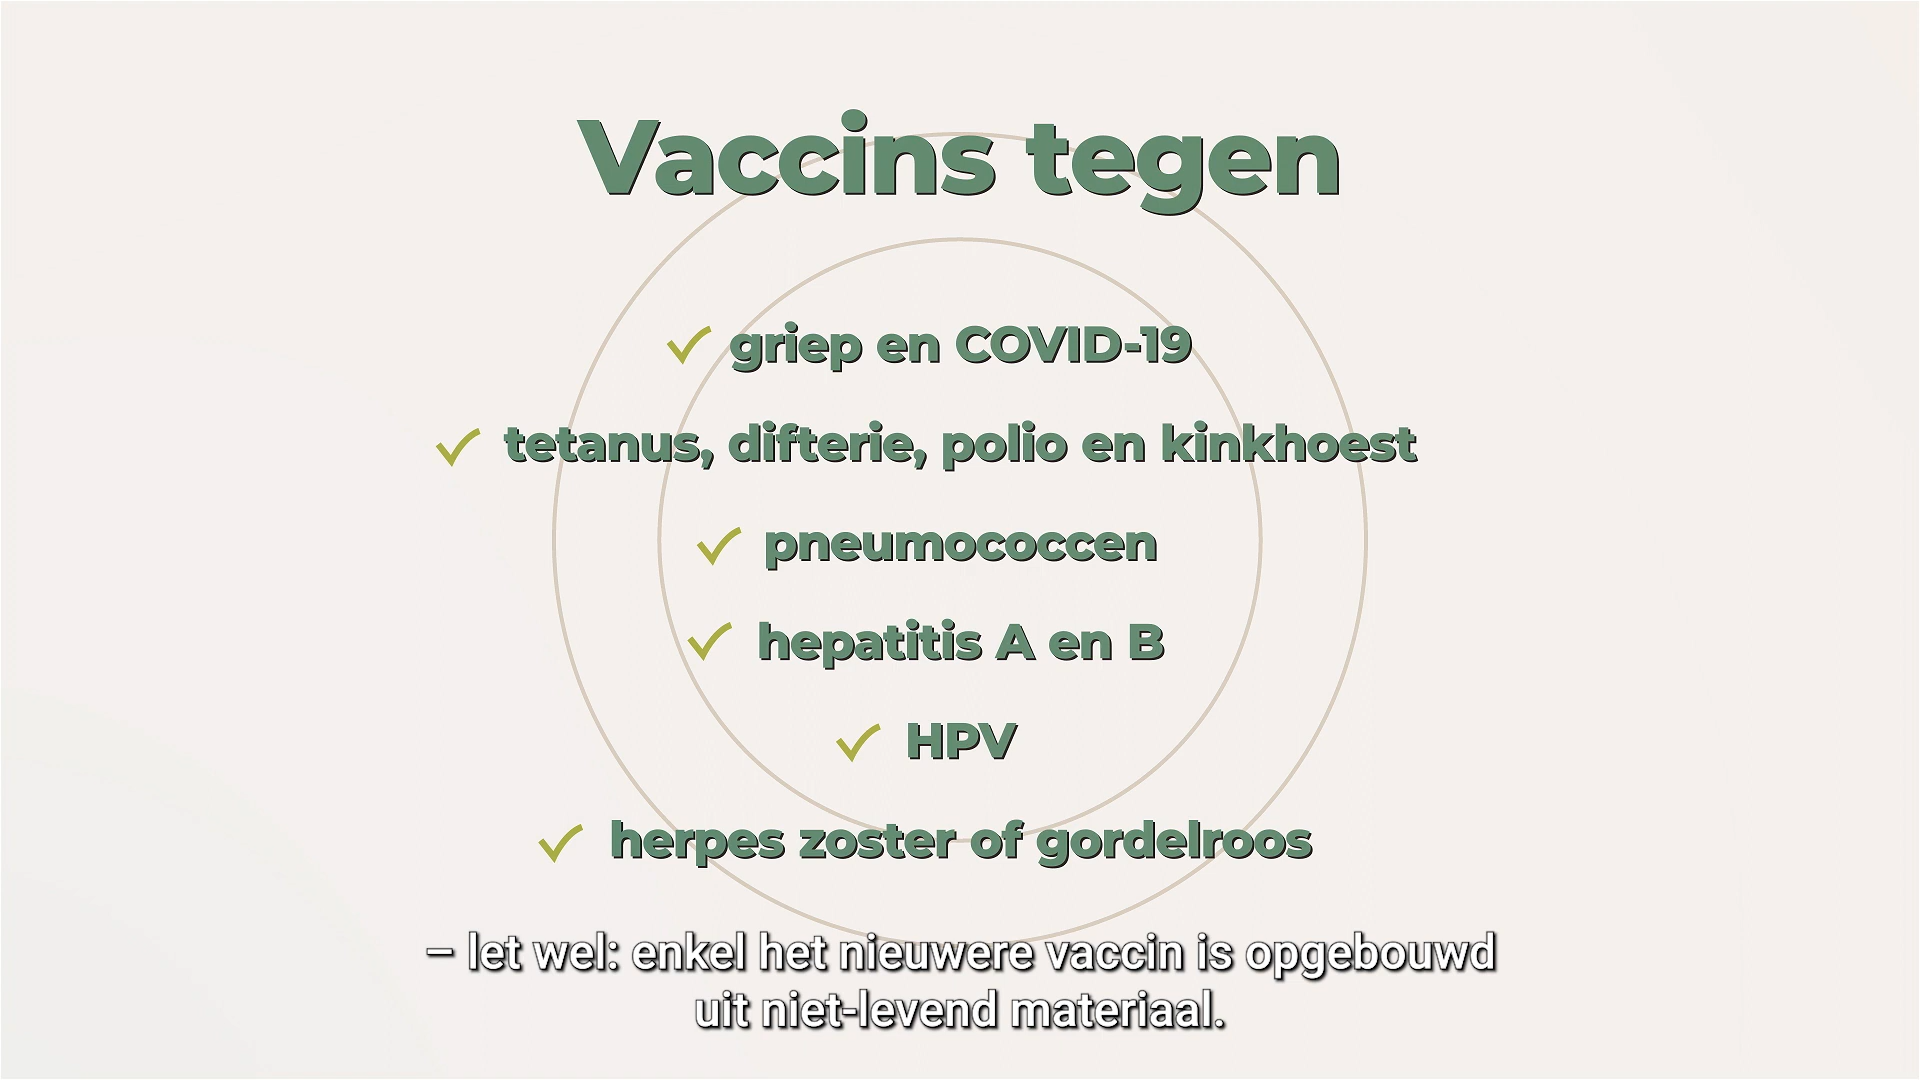 Vaccins tegen
griep en COVID-19
tetanus, difterie, polio en kinkhoest
pneumococcen
hepatitis A en B
HPV
herpes zoster of gordelroos
– let wel: enkel het nieuwere vaccin is opgebouwd
uit niet-levend materiaal.